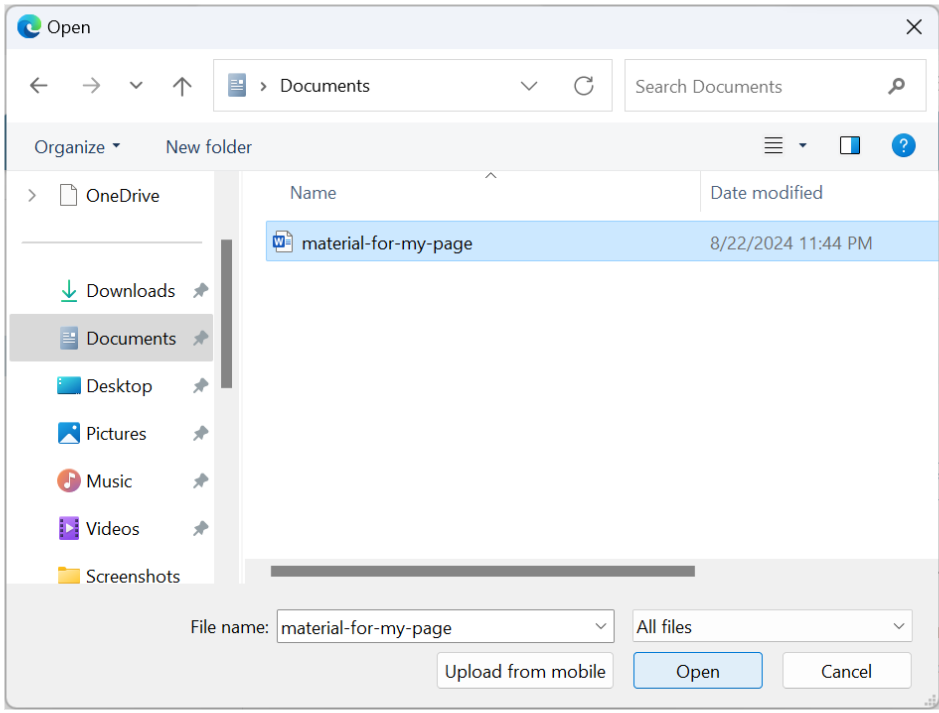 Open
Documents
Search Documents
Organize New folder
?
OneDrive
Downloads
Documents
Desktop
Pictures
Music
Videos
Screenshots
Name Date modified
W material-for-my-page 8/22/2024 11:44 PM
File name: material-for-my-page All files
Upload from mobile Open Cancel